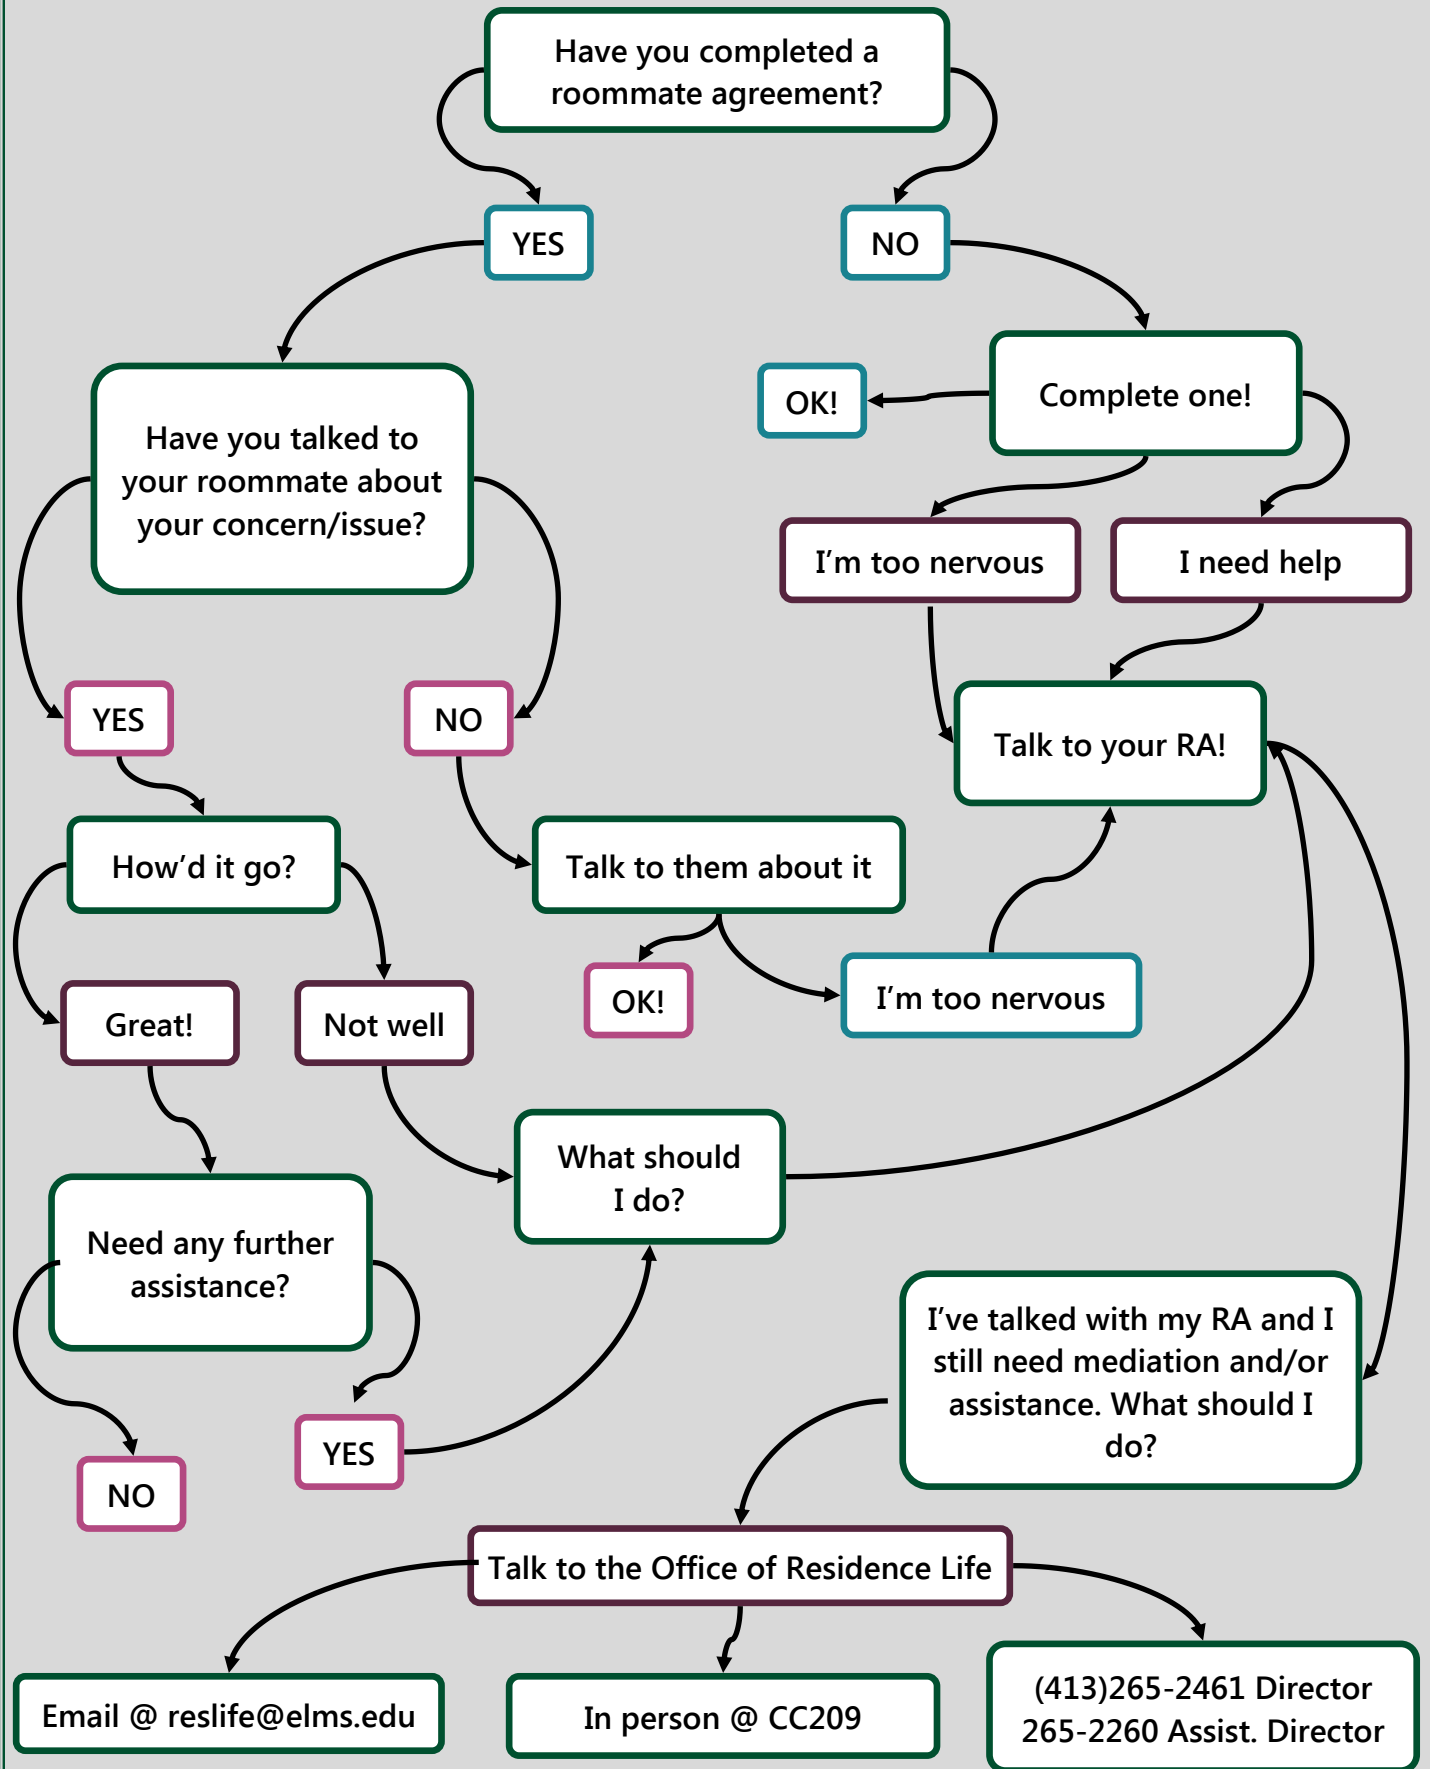 Have you completed a
roommate agreement?
YES
NO
OK!
Complete one!
Have you talked to
your roommate about
your concern/issue?
I'm too nervous
I need help
YES
NO
Talk to your RA!
How'd it go?
Talk to them about it
OK!
I'm too nervous
Great!
Not well
What should
I do?
Need any further
assistance?
I've talked with my RA and I
still need mediation and/or
assistance. What should I
do?
YES
NO
Talk to the Office of Residence Life
Email @ reslife@elms.edu
In person @ CC209
(413)265-2461 Director
265-2260 Assist. Director